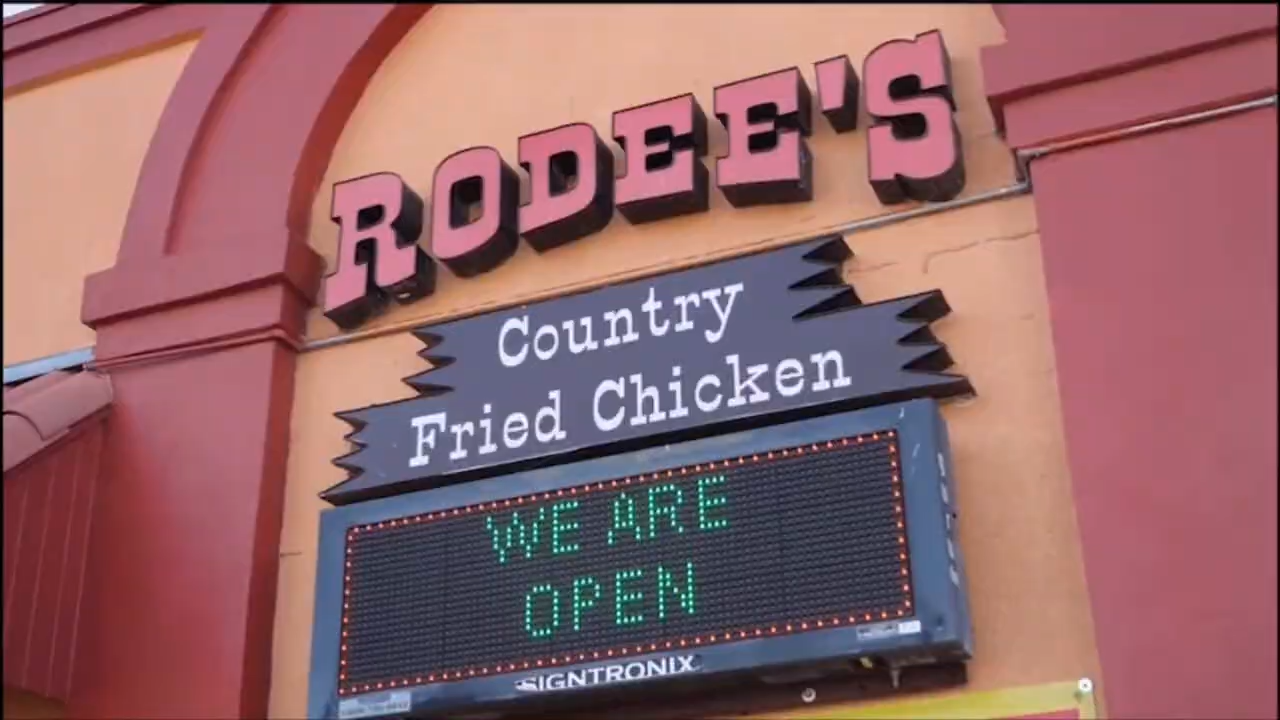 RODEE'S
Country
Fried Chicken
WE ARE
OPEN
SIGNTRONIX